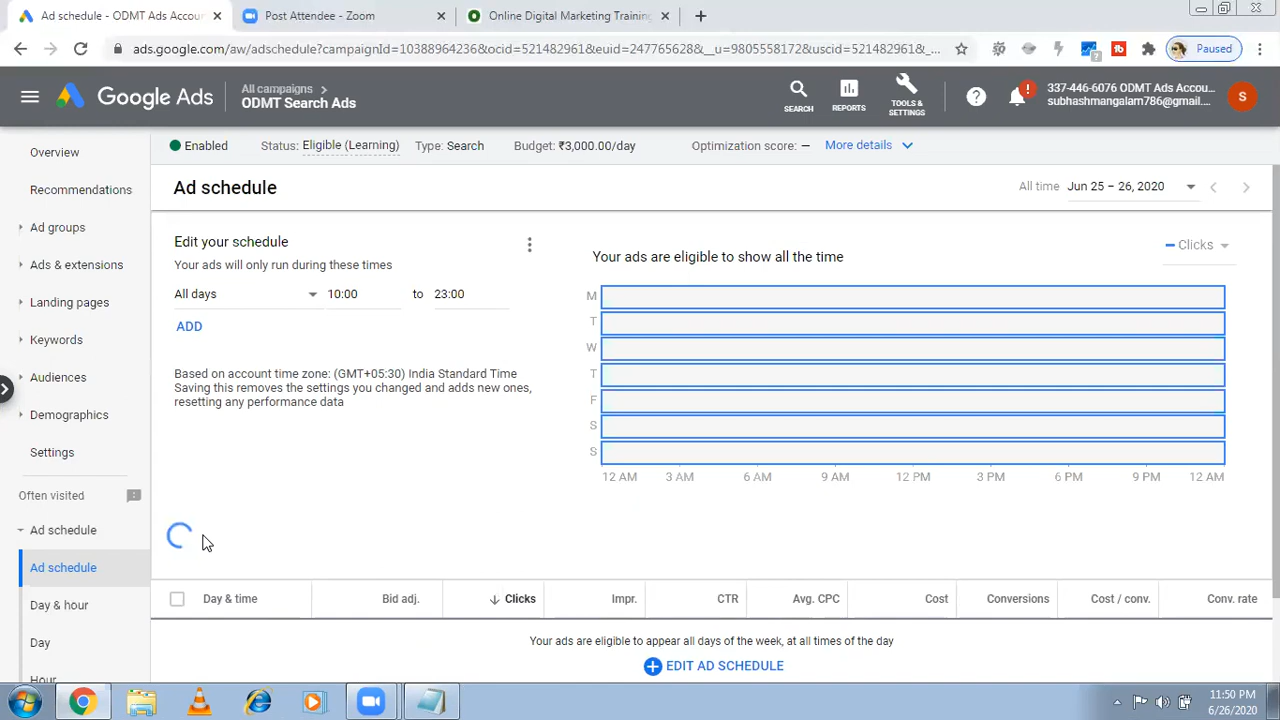 Ad schedule - ODMT Ads Accou
Post Attendee - Zoom
Online Digital Marketing Training
ads.google.com/aw/adschedule?campaignId=10388964236&ocid=521482961&euid=247765628&__u=9805558172&uscid=521482961&_...
Paused
Google Ads
All campaigns
ODMT Search Ads
SEARCH
REPORTS
TOOLS &
SETTINGS
337-446-6076 ODMT Ads Accou...
subhashmangalam786@gmail....
S
Overview
Recommendations
Ad groups
Ads & extensions
Landing pages
Keywords
Audiences
Demographics
Settings
Often visited
Ad schedule
Ad schedule
Day & hour
Day
Hour
Enabled
Status: Eligible (Learning)
Type: Search
Budget: ₹3,000.00/day
Optimization score: –
More details
Ad schedule
All time Jun 25 – 26, 2020
Edit your schedule
Your ads will only run during these times
All days 10:00 to 23:00
ADD
Based on account time zone: (GMT+05:30) India Standard Time
Saving this removes the settings you changed and adds new ones,
resetting any performance data
Clicks
Your ads are eligible to show all the time
M
T
W
T
F
S
S
12 AM 3 AM 6 AM 9 AM 12 PM 3 PM 6 PM 9 PM 12 AM
Day & time Bid adj. Clicks Impr. CTR Avg. CPC Cost Conversions Cost / conv. Conv. rate
Your ads are eligible to appear all days of the week, at all times of the day
EDIT AD SCHEDULE
11:50 PM
6/26/2020